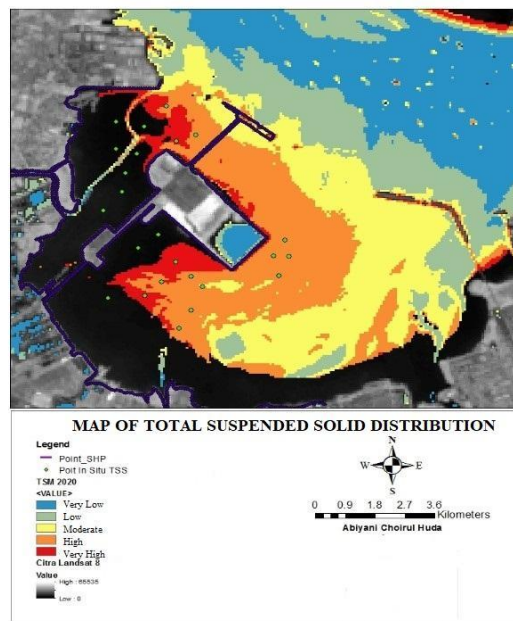 MAP OF TOTAL SUSPENDED SOLID DISTRIBUTION
Legend
Point_SHP
Poit In Situ TSS
TSM 2020
<VALUE>
Very Low
Low
Moderate
High
Very High
Citra Landsat 8
Value
High : 65535
Low : 0
N
W E
S
0 0.9 1.8 2.7 3.6
Kilometers
Abiyani Choirul Huda